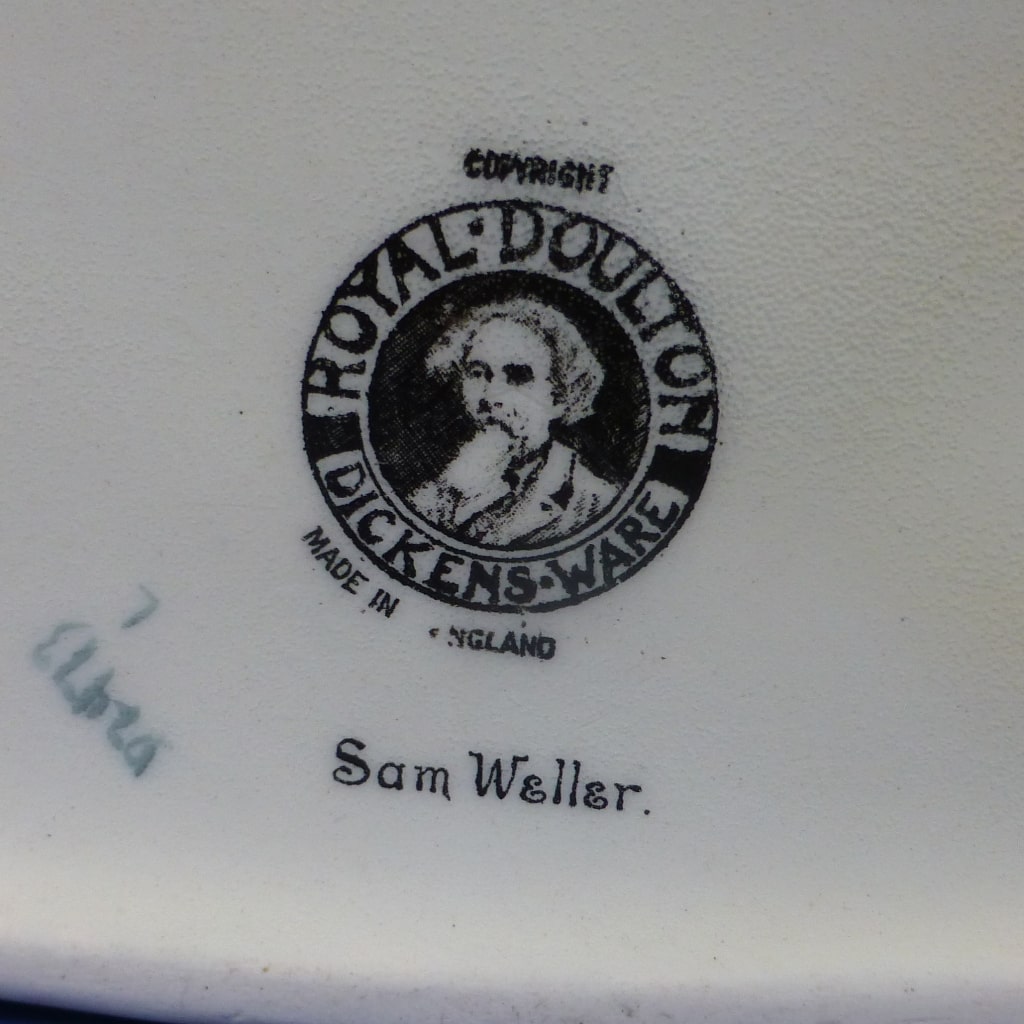 COPYRIGHT
ROYAL·DOULTON
DICKENS·WARE
MADE IN
NGLAND
Sam Weller.